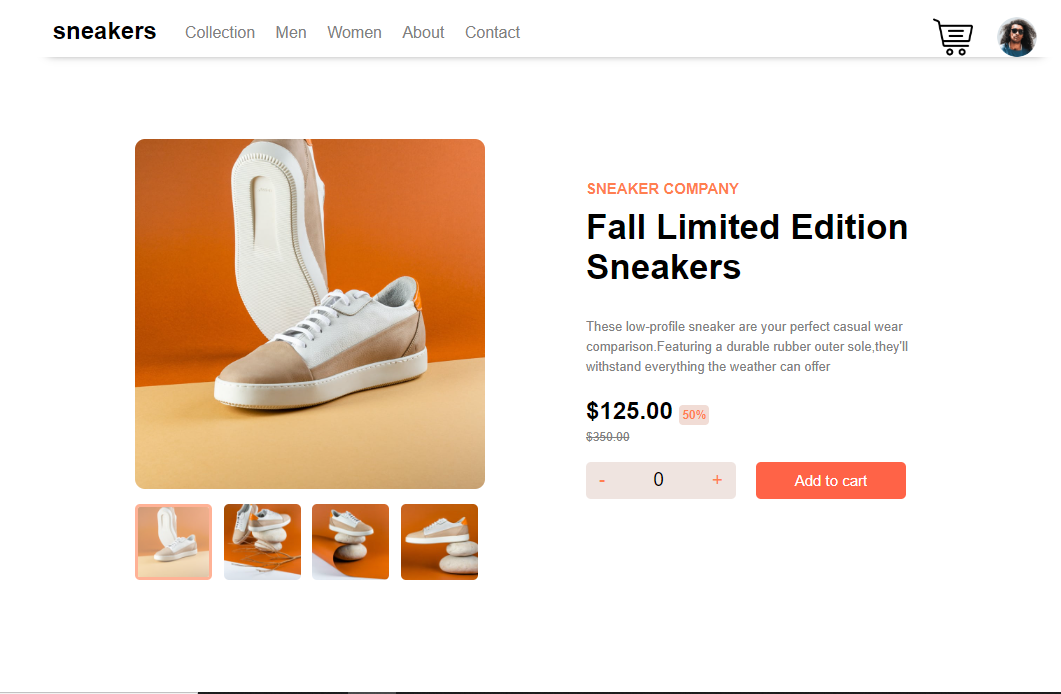 sneakers Collection Men Women About Contact
SNEAKER COMPANY
Fall Limited Edition
Sneakers
These low-profile sneaker are your perfect casual wear
comparison.Featuring a durable rubber outer sole,they'll
withstand everything the weather can offer
$125.00 50%
$350.00
- 0 + Add to cart